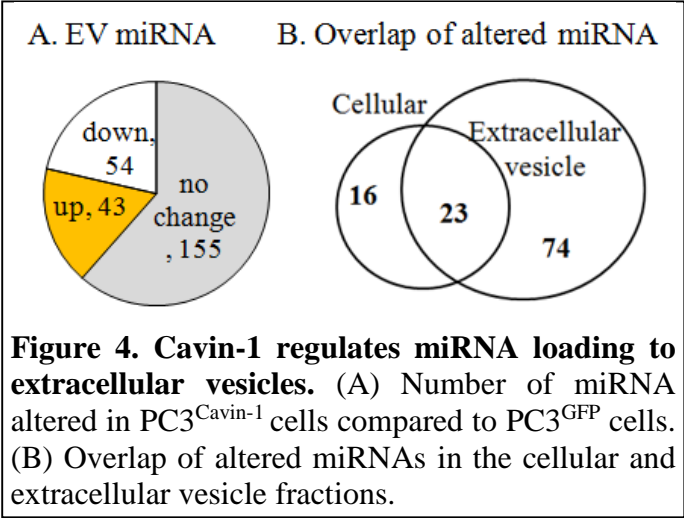 A. EV miRNA
B. Overlap of altered miRNA
down,
54
up, 43
no
change
, 155
Cellular
Extracellular
vesicle
16
23
74
Figure 4. Cavin-1 regulates miRNA loading to
extracellular vesicles. (A) Number of miRNA
altered in PC3Cavin-1 cells compared to PC3GFP cells.
(B) Overlap of altered miRNAs in the cellular and
extracellular vesicle fractions.